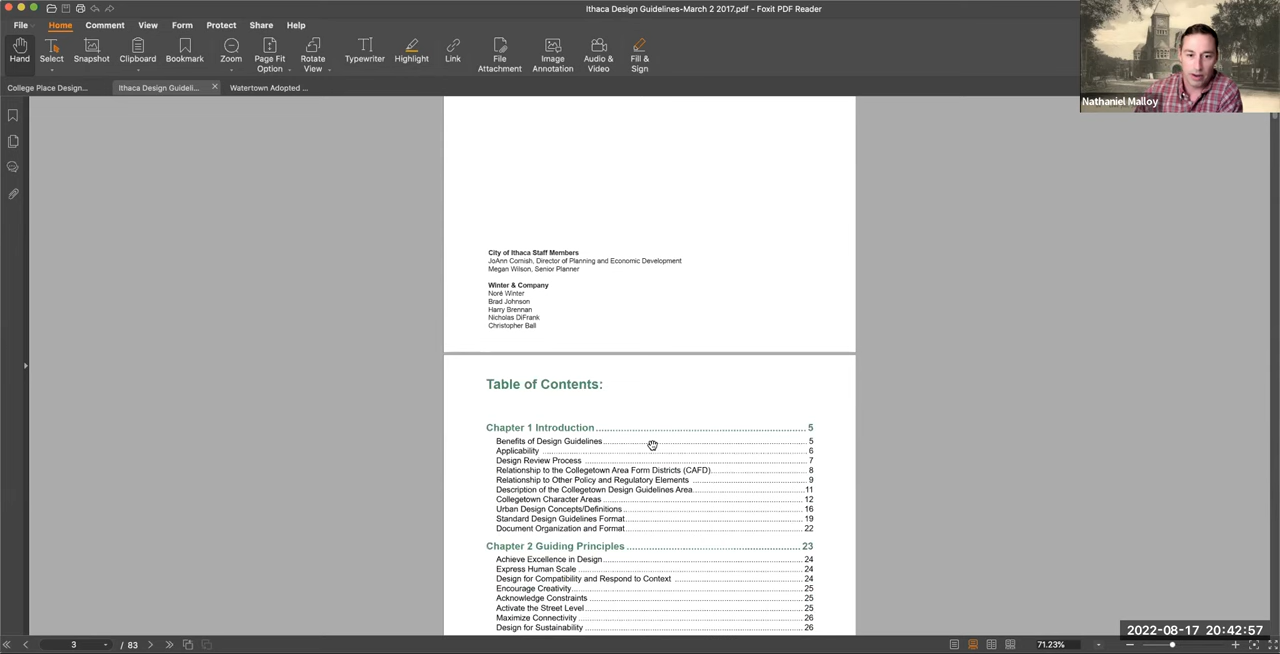 Ithaca Design Guidelines-March 2 2017.pdf - Foxit PDF Reader
File Home Comment View Form Protect Share Help
Hand Select Snapshot Clipboard Bookmark Zoom Page Fit Option Rotate View Typewriter Highlight Link File Attachment Image Annotation Audio & Video Fill & Sign
College Place Design... Ithaca Design Guideli... Watertown Adopted ...
Nathaniel Malloy
City of Ithaca Staff Members
JoAnn Cornish, Director of Planning and Economic Development
Megan Wilson, Senior Planner
Winter & Company
Noré Winter
Brad Johnson
Harry Brennan
Nicholas DiFrank
Christopher Ball
Table of Contents:
Chapter 1 Introduction 5
Benefits of Design Guidelines 5
Applicability 6
Design Review Process 7
Relationship to the Collegetown Area Form Districts (CAFD) 8
Relationship to Other Policy and Regulatory Elements 9
Description of the Collegetown Design Guidelines Area 11
Collegetown Character Areas 12
Urban Design Concepts/Definitions 16
Standard Design Guidelines Format 19
Document Organization and Format 22
Chapter 2 Guiding Principles 23
Achieve Excellence in Design 24
Express Human Scale 24
Design for Compatibility and Respond to Context 24
Encourage Creativity 25
Acknowledge Constraints 25
Activate the Street Level 25
Maximize Connectivity 26
Design for Sustainability 26
2022-08-17 20:42:57
3 / 83 71.23%